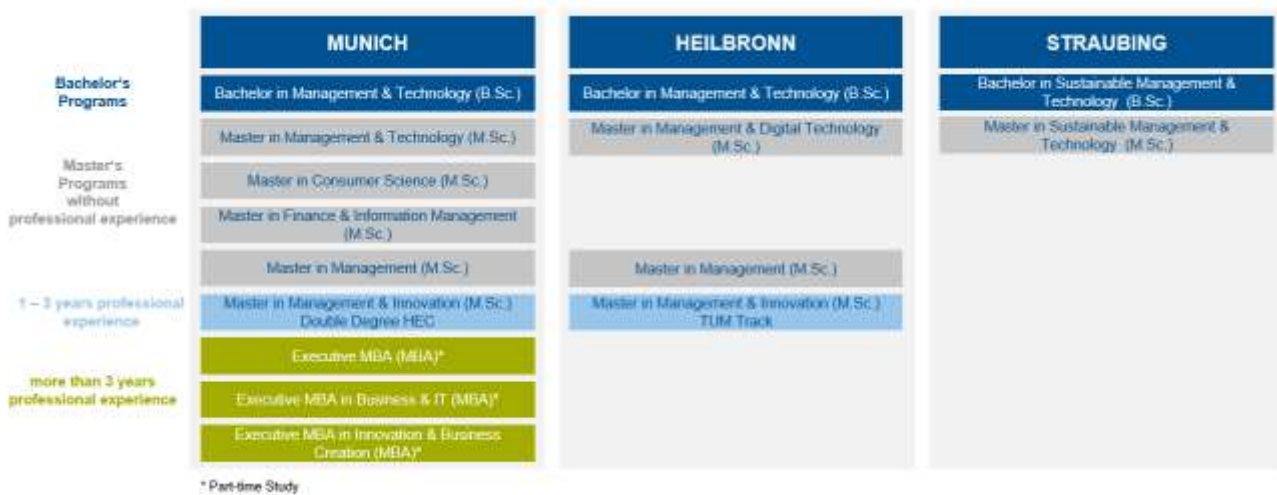 MUNICH
HEILBRONN
STRAUBING
Bachelor's
Programs
Bachelor in Management & Technology (B.Sc.)
Bachelor in Management & Technology (B.Sc.)
Bachelor in Sustainable Management &
Technology (B.Sc.)
Master's
Programs
without
professional experience
Master in Management & Technology (M.Sc.)
Master in Management & Digital Technology
(M.Sc.)
Master in Sustainable Management &
Technology (M.Sc.)
Master in Consumer Science (M.Sc.)
Master in Finance & Information Management
(M.Sc.)
Master in Management (M.Sc.)
Master in Management (M.Sc.)
1 – 3 years professional
experience
Master in Management & Innovation (M.Sc.)
Double Degree HEC
Master in Management & Innovation (M.Sc.)
TUM Track
more than 3 years
professional experience
Executive MBA (MBA)*
Executive MBA in Business & IT (MBA)*
Executive MBA in Innovation & Business
Creation (MBA)*
* Part-time Study